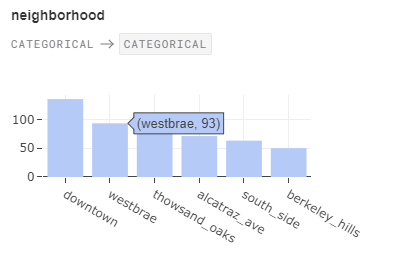 neighborhood
CATEGORICAL → CATEGORICAL
100
50
0
(westbrae, 93)
downtown
westbrae
thowsand_oaks
alcatraz_ave
south_side
berkeley_hills